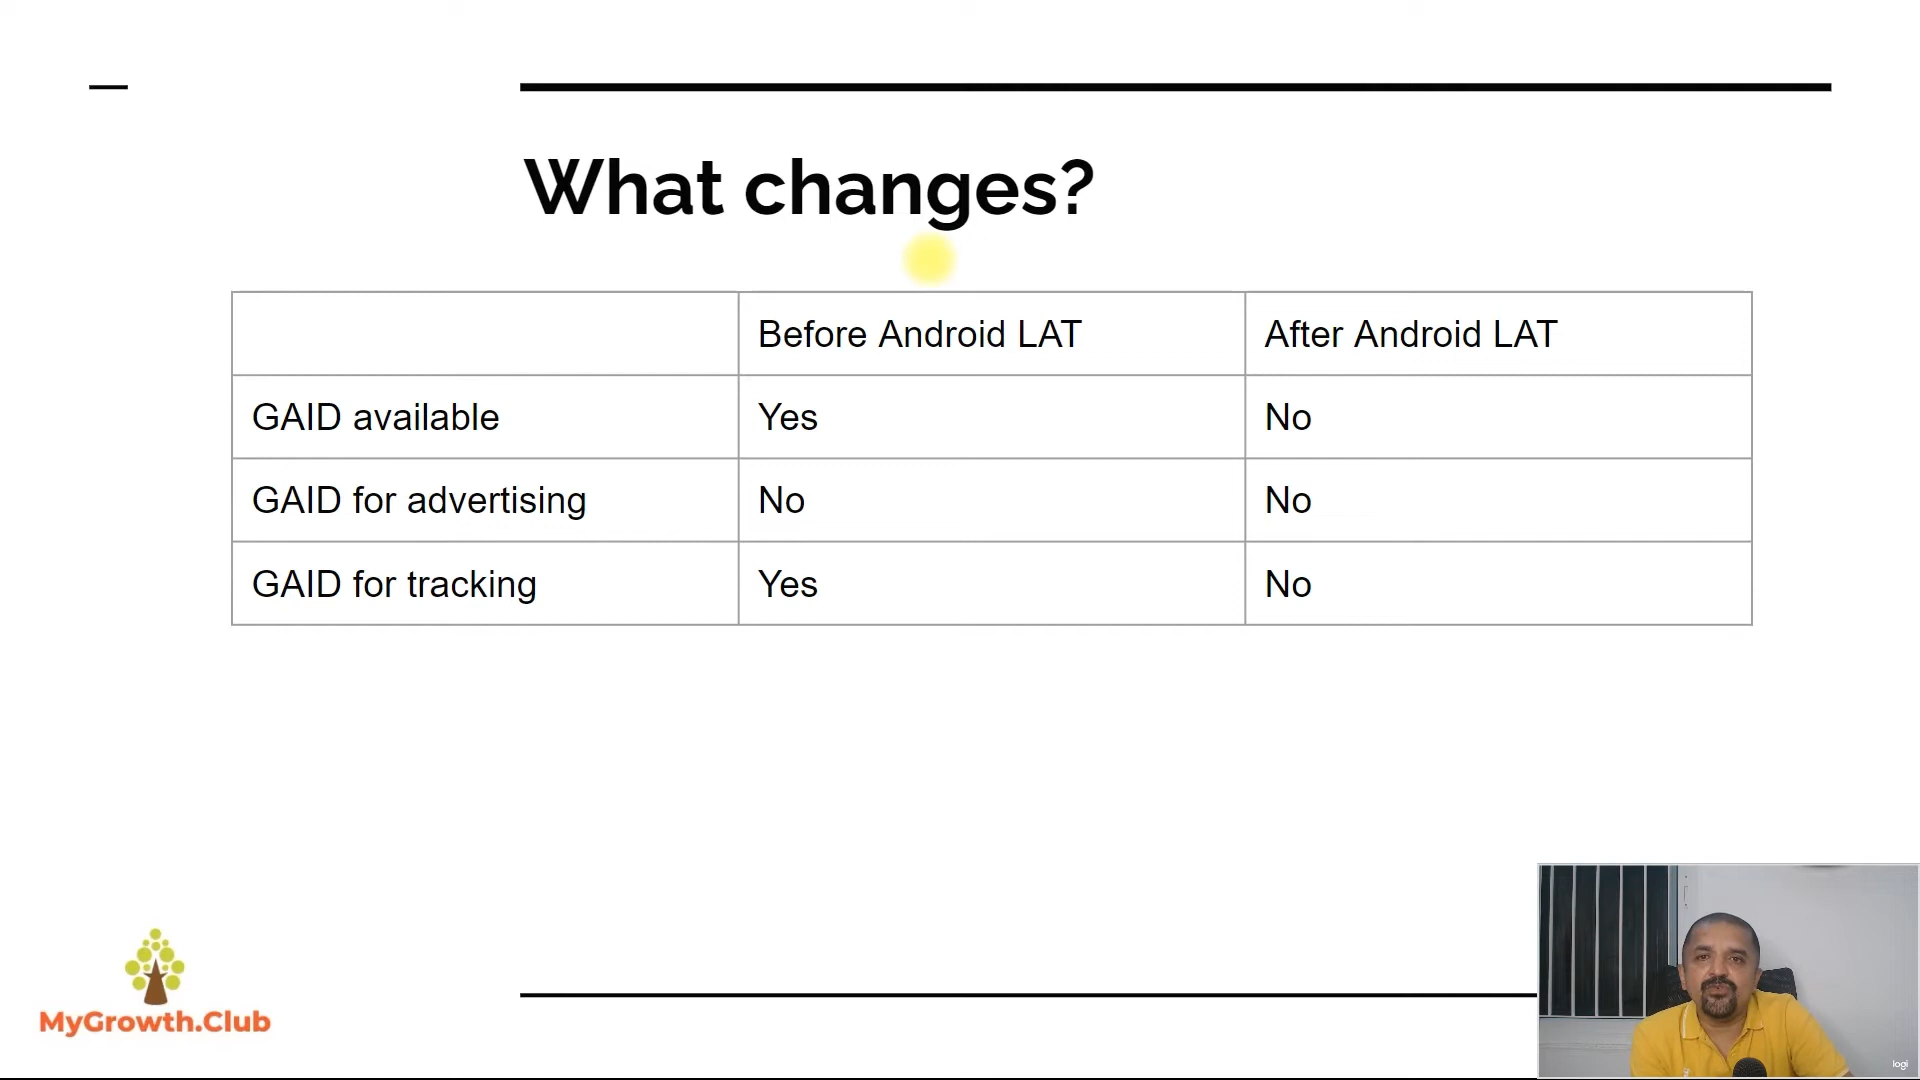 What changes?
Before Android LAT After Android LAT
GAID available Yes No
GAID for advertising No No
GAID for tracking Yes No
MyGrowth.Club
logi